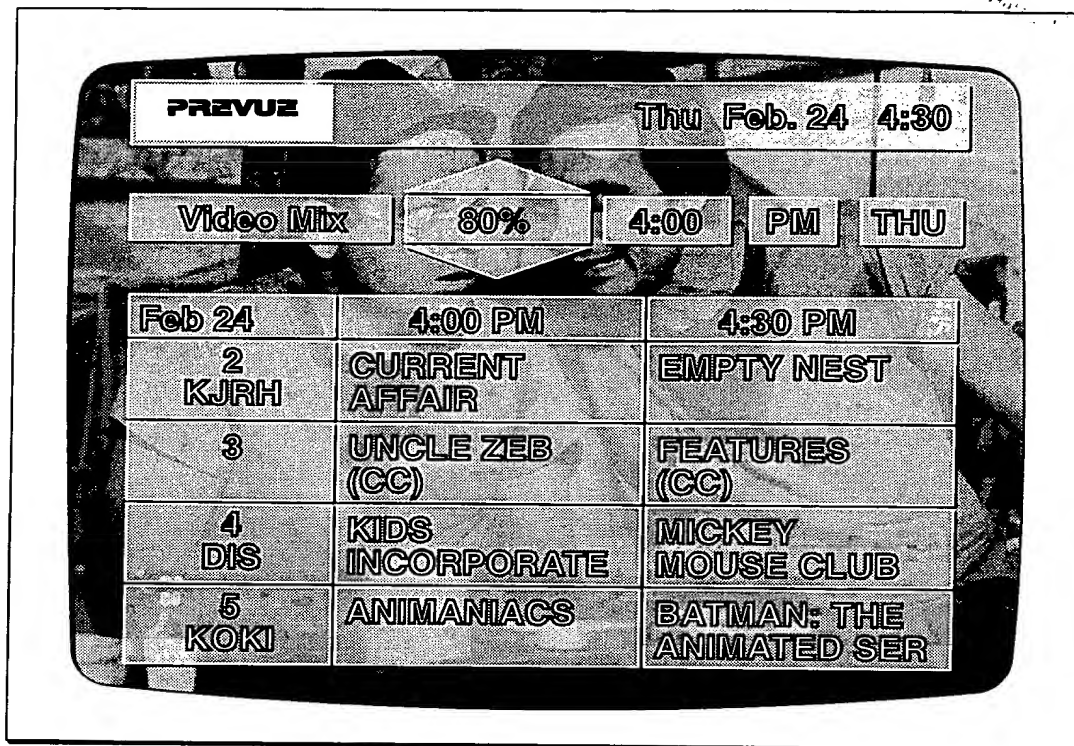 PREVUE Thu Feb. 24 4:30
Video Mix 80% 4:00 PM THU
Feb 24 4:00 PM 4:30 PM
2 CURRENT EMPTY NEST
KJRH AFFAIR
3 UNCLE ZEB FEATURES
(CC) (CC)
4 KIDS MICKEY
DIS INCORPORATE MOUSE CLUB
5 ANIMANIACS BATMAN: THE
KOKI ANIMATED SER